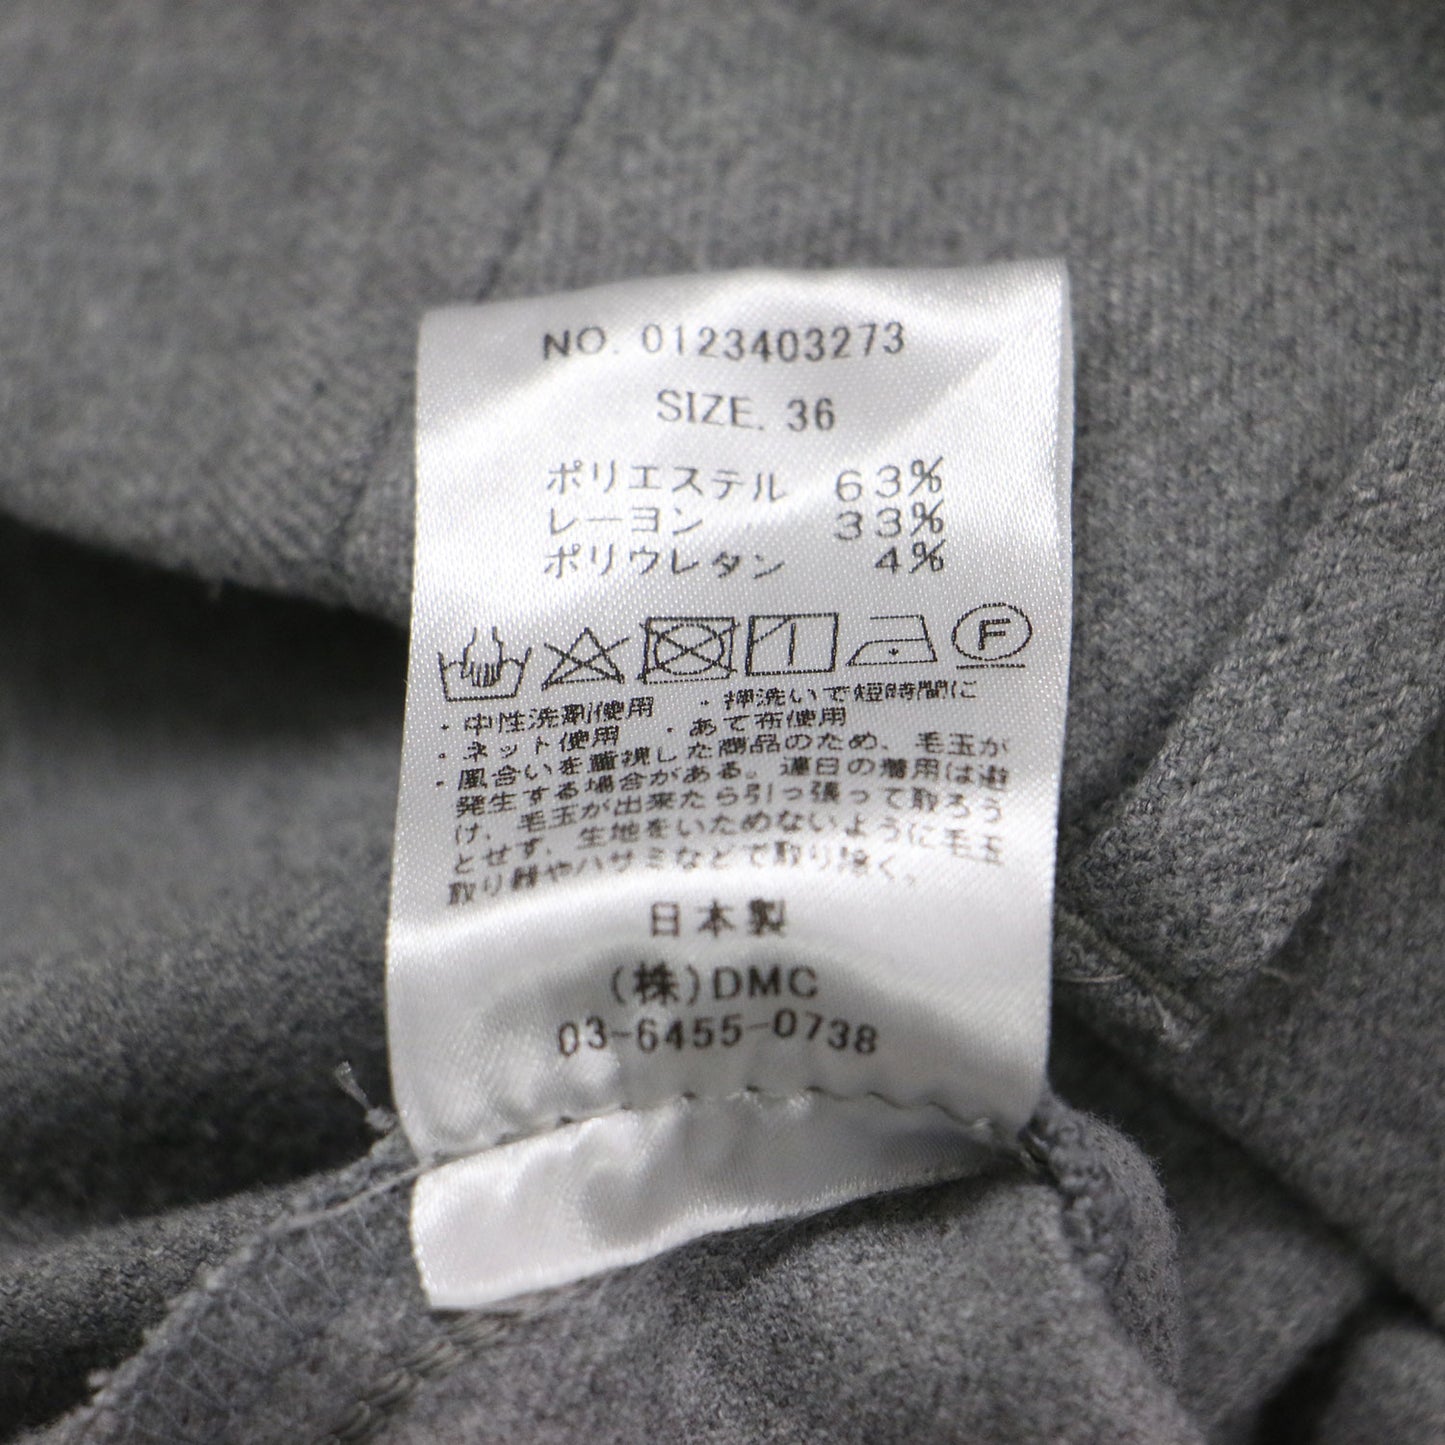 NO. 0123403273
SIZE. 36
ポリエステル 63%
レーヨン 33%
ポリウレタン 4%
F
・中性洗剤使用 ・押洗いで短時間に
・ネット使用 ・あて布使用
・風合いを重視した商品のため、毛玉が
発生する場合がある。連日の着用は避
け、毛玉が出来たら引っ張って取ろう
とせず、生地をいためないように毛玉
取り器やハサミなどで取り除く。
日本製
(株)DMC
03-6455-0738